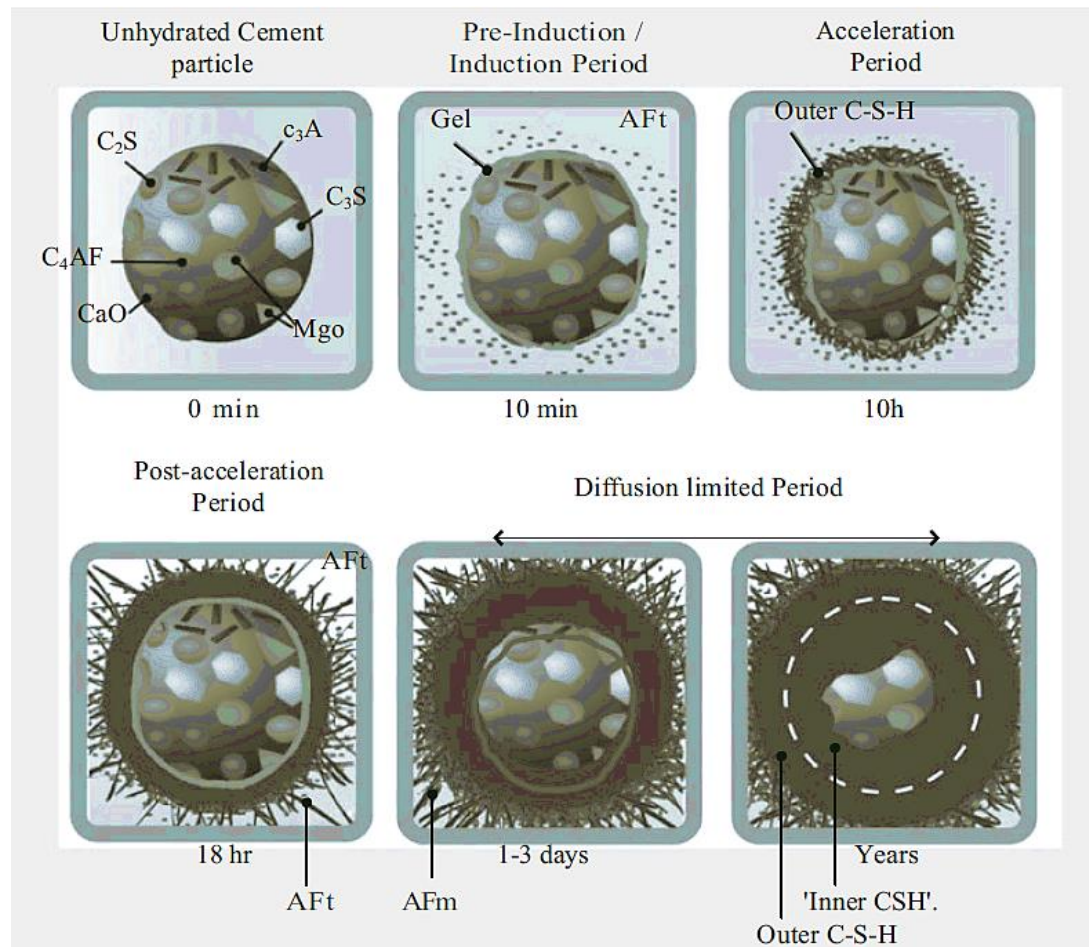 Unhydrated Cement
particle
Pre-Induction /
Induction Period
Acceleration
Period
C₂S
c₃A
C₃S
C₄AF
CaO
Mgo
0 min
Gel
AFt
10 min
Outer C-S-H
10h
Post-acceleration
Period
Diffusion limited Period
AFt
18 hr
AFt
1-3 days
AFm
Years
'Inner CSH'.
Outer C-S-H